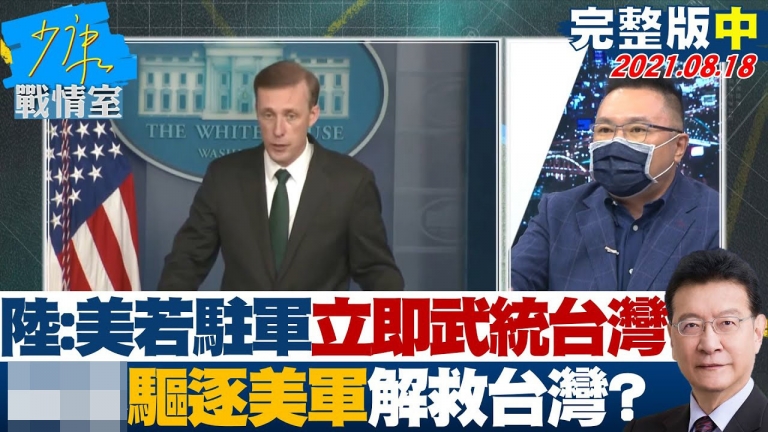 少康
戰情室
完整版中
2021.08.18
THE WHITE HOUSE
WASHIN
陸:美若駐軍立即武統台灣
驅逐美軍解救台灣?